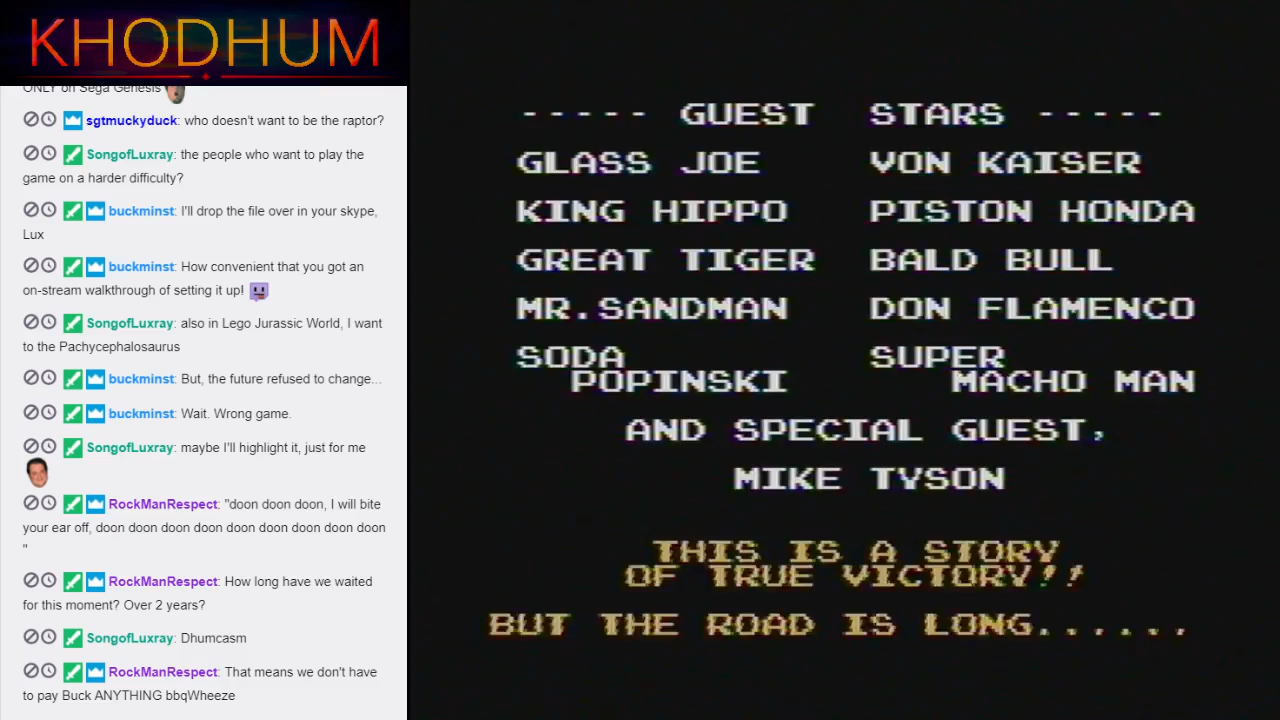 KHODHUM
ONLY on Sega Genesis
sgtmuckyduck: who doesn't want to be the raptor?
SongofLuxray: the people who want to play the
game on a harder difficulty?
buckminst: I'll drop the file over in your skype,
Lux
buckminst: How convenient that you got an
on-stream walkthrough of setting it up!
SongofLuxray: also in Lego Jurassic World, I want
to the Pachycephalosaurus
buckminst: But, the future refused to change...
buckminst: Wait. Wrong game.
SongofLuxray: maybe I'll highlight it, just for me
RockManRespect: "doon doon doon, I will bite
your ear off, doon doon doon doon doon doon doon doon doon
"
RockManRespect: How long have we waited
for this moment? Over 2 years?
SongofLuxray: Dhumcasm
RockManRespect: That means we don't have
to pay Buck ANYTHING bbqWheeze
----- GUEST STARS -----
GLASS JOE VON KAISER
KING HIPPO PISTON HONDA
GREAT TIGER BALD BULL
MR.SANDMAN DON FLAMENCO
SODA SUPER
POPINSKI MACHO MAN
AND SPECIAL GUEST,
MIKE TYSON
THIS IS A STORY
OF TRUE VICTORY!!
BUT THE ROAD IS LONG......